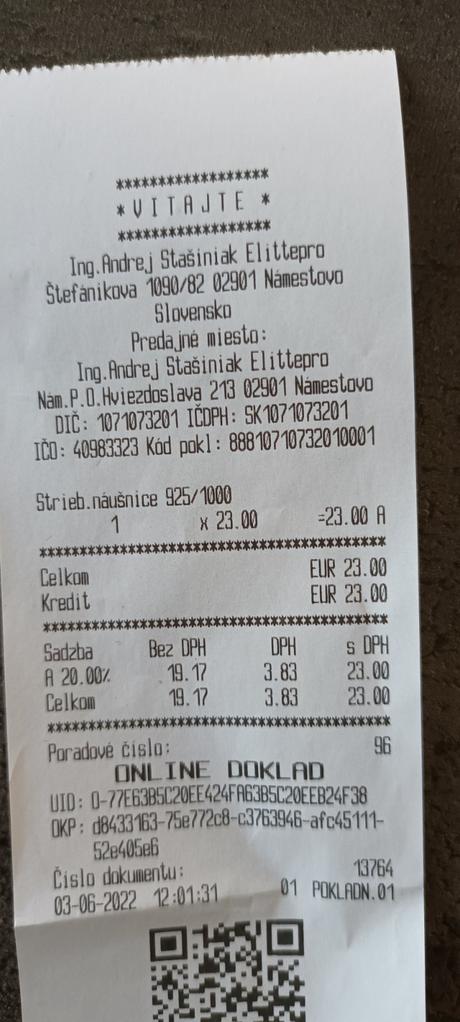 ******************
* V I T A J T E *
******************
Ing.Andrej Stašiniak Elittepro
Štefánikova 1090/82 02901 Námestovo
Slovensko
Predajné miesto:
Ing.Andrej Stašiniak Elittepro
Nám.P.O.Hviezdoslava 213 02901 Námestovo
DIČ: 1071073201 IČDPH: SK1071073201
IČO: 40983323 Kód pokl: 88810710732010001
Strieb.náušnice 925/1000
1 x 23.00 =23.00 A
******************************************
Celkom EUR 23.00
Kredit EUR 23.00
******************************************
Sadzba Bez DPH DPH s DPH
A 20.00% 19.17 3.83 23.00
Celkom 19.17 3.83 23.00
******************************************
Poradové číslo: 96
ONLINE DOKLAD
UID: O-77E63B5C20EE424FA63B5C20EEB24F38
OKP: d8433163-75e772c8-c3763946-afc45111-
52e405e6
Číslo dokumentu: 13764
03-06-2022 12:01:31 01 POKLADN.01